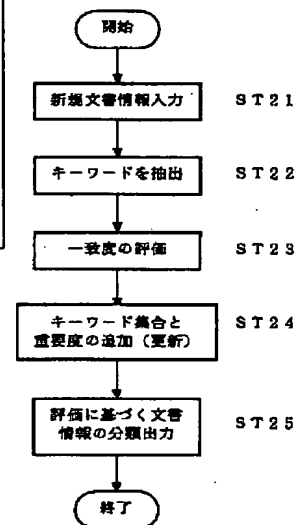 開始
新規文書情報入力 ST21
キーワードを抽出 ST22
一致度の評価 ST23
キーワード集合と
重要度の追加(更新) ST24
評価に基づく文書
情報の分類出力 ST25
終了